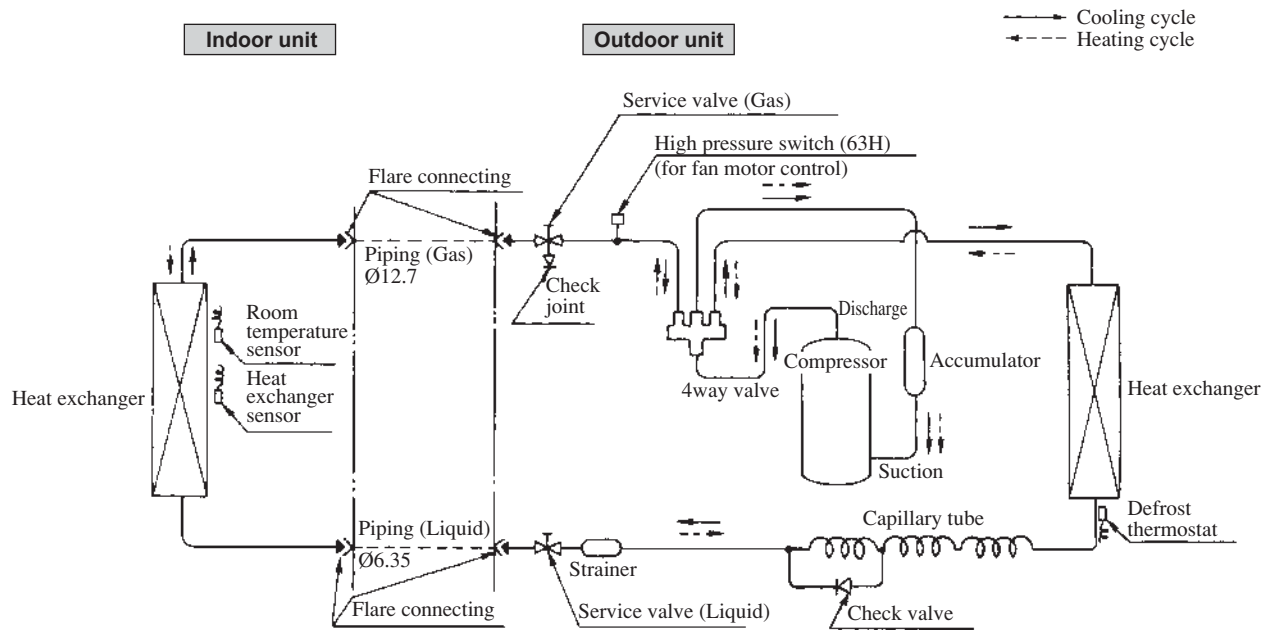 Indoor unit
Outdoor unit
Cooling cycle
Heating cycle
Service valve (Gas)
High pressure switch (63H)
(for fan motor control)
Flare connecting
Piping (Gas)
Ø12.7
Check
joint
Discharge
Room
temperature
sensor
Compressor
Accumulator
4way valve
Heat exchanger
Heat
exchanger
sensor
Heat exchanger
Suction
Piping (Liquid)
Ø6.35
Capillary tube
Defrost
thermostat
Strainer
Flare connecting
Service valve (Liquid)
Check valve